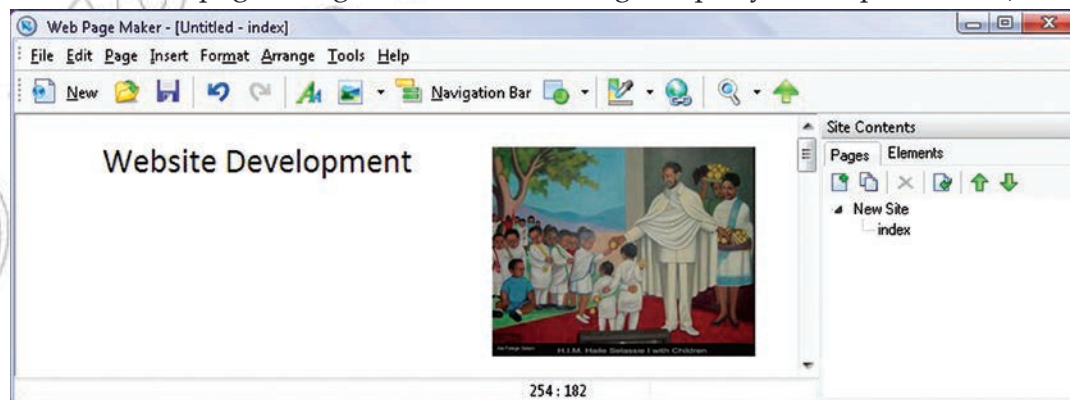 Web Page Maker - [Untitled - index]
File Edit Page Insert Format Arrange Tools Help
New Navigation Bar
Website Development
H.I.M. Haile Selassie I with Children
254 : 182
Site Contents
Pages Elements
New Site
index